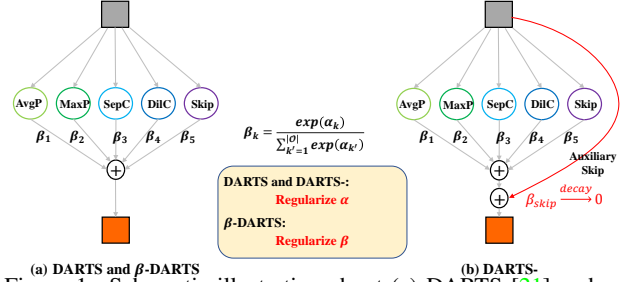 AvgP MaxP SepC DilC Skip
β1 β2 β3 β4 β5
+
(a) DARTS and β-DARTS
βk = exp(αk) / Σ|O|k'=1 exp(αk')
DARTS and DARTS-:
Regularize α
β-DARTS:
Regularize β
AvgP MaxP SepC DilC Skip
β1 β2 β3 β4 β5
Auxiliary
Skip
+
+
βskip decay → 0
(b) DARTS-